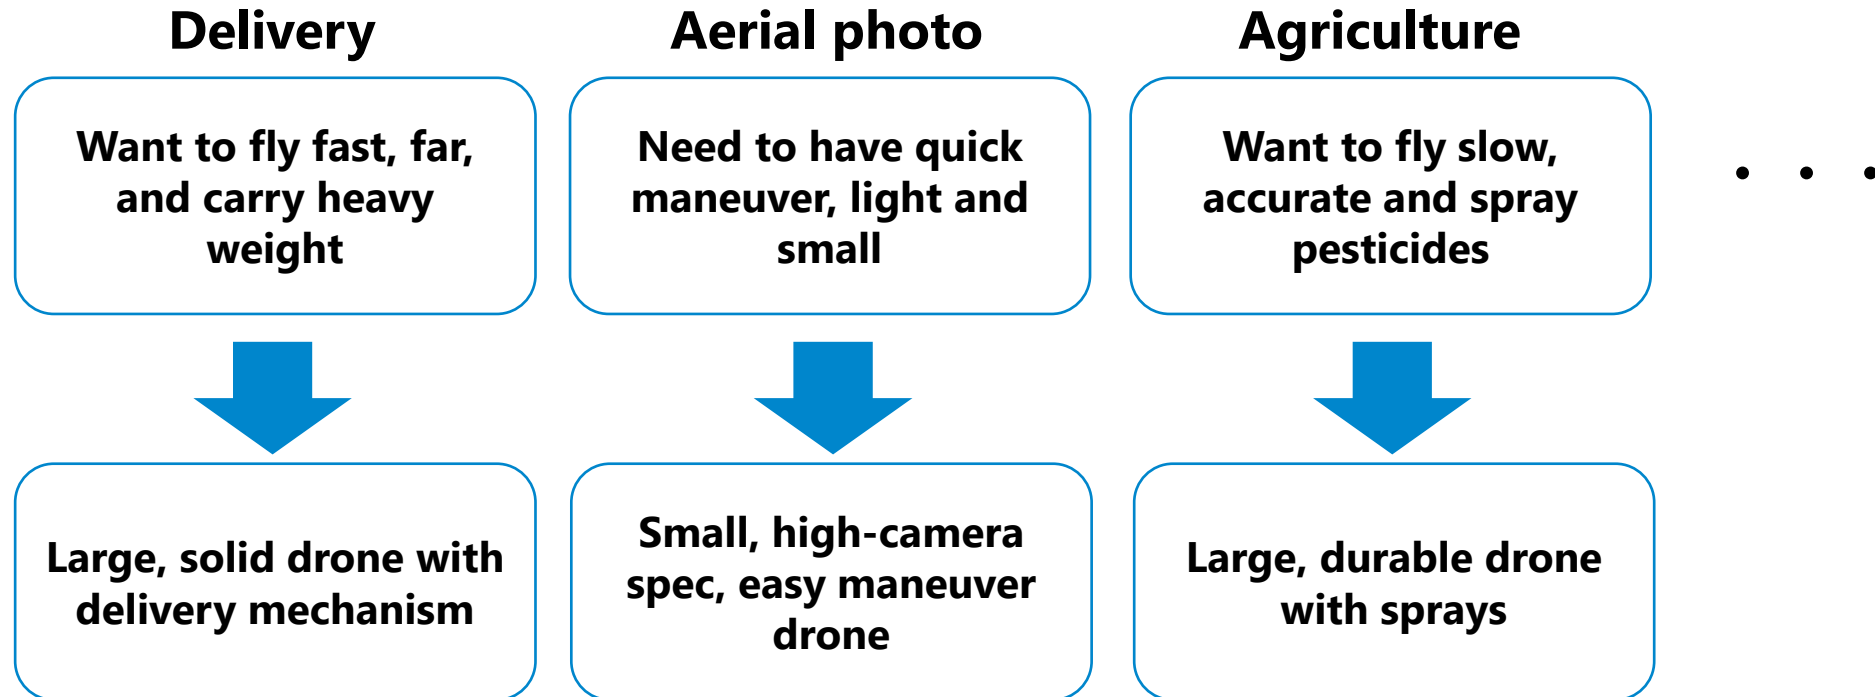 Delivery
Aerial photo
Agriculture
Want to fly fast, far,
and carry heavy
weight
Need to have quick
maneuver, light and
small
Want to fly slow,
accurate and spray
pesticides
• • •
Large, solid drone with
delivery mechanism
Small, high-camera
spec, easy maneuver
drone
Large, durable drone
with sprays